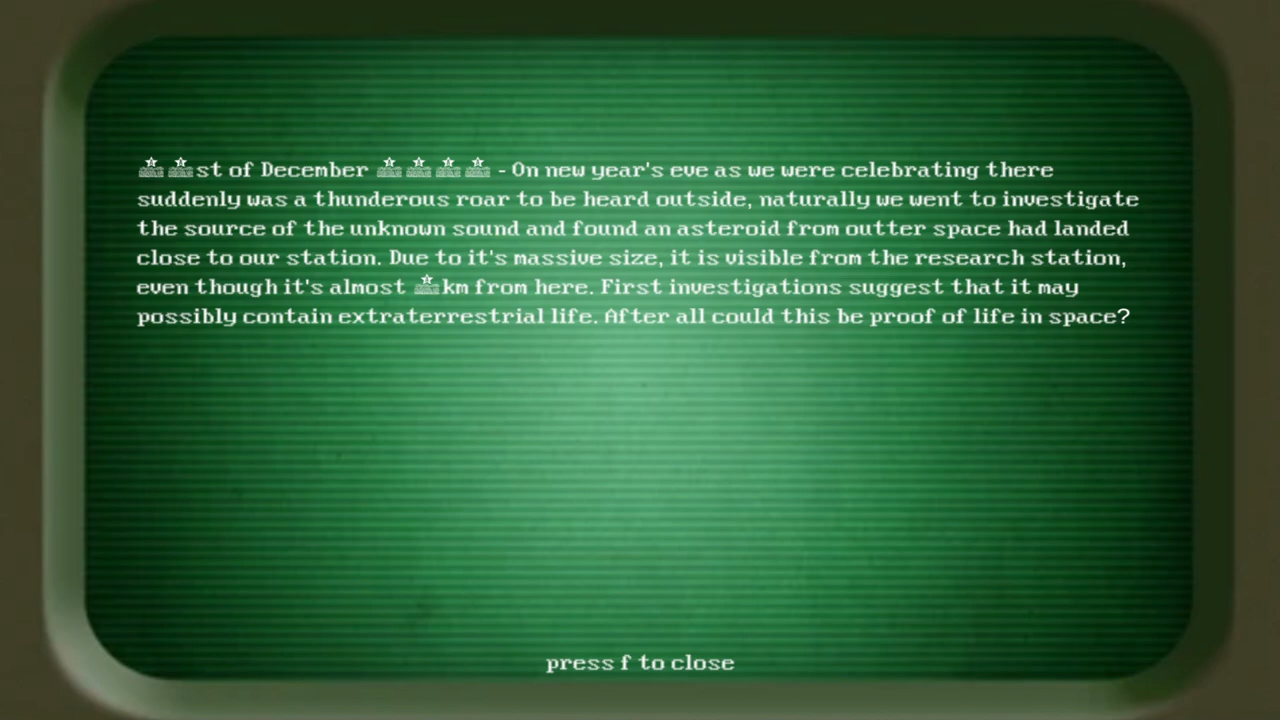 st of December - On new year's eve as we were celebrating there
suddenly was a thunderous roar to be heard outside, naturally we went to investigate
the source of the unknown sound and found an asteroid from outter space had landed
close to our station. Due to it's massive size, it is visible from the research station,
even though it's almost km from here. First investigations suggest that it may
possibly contain extraterrestrial life. After all could this be proof of life in space?
press f to close